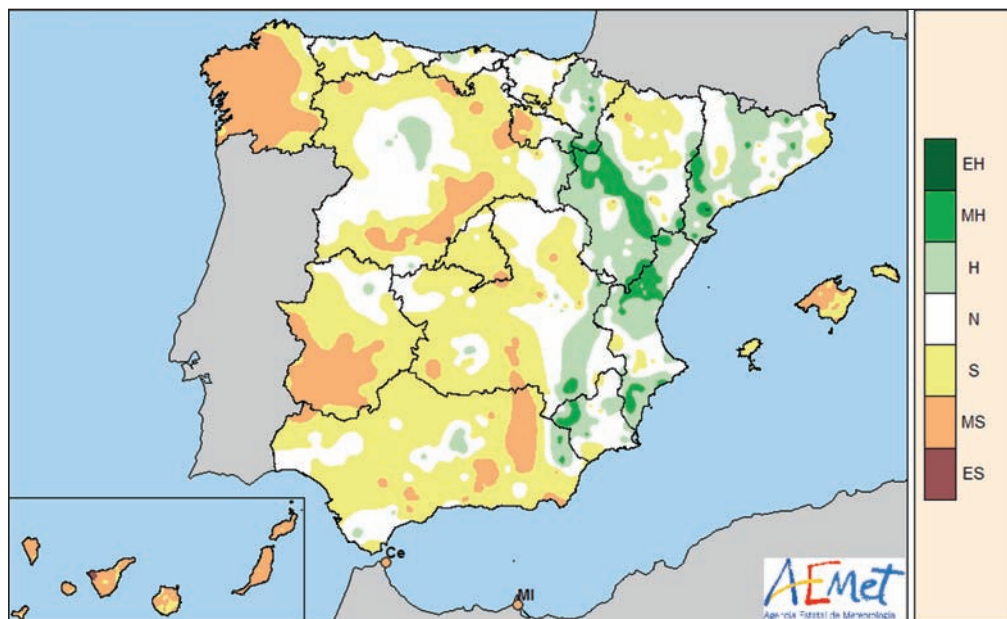 EH
MH
H
N
S
MS
ES
Ce
Ml
AEMet
Agencia Estatal de Meteorología